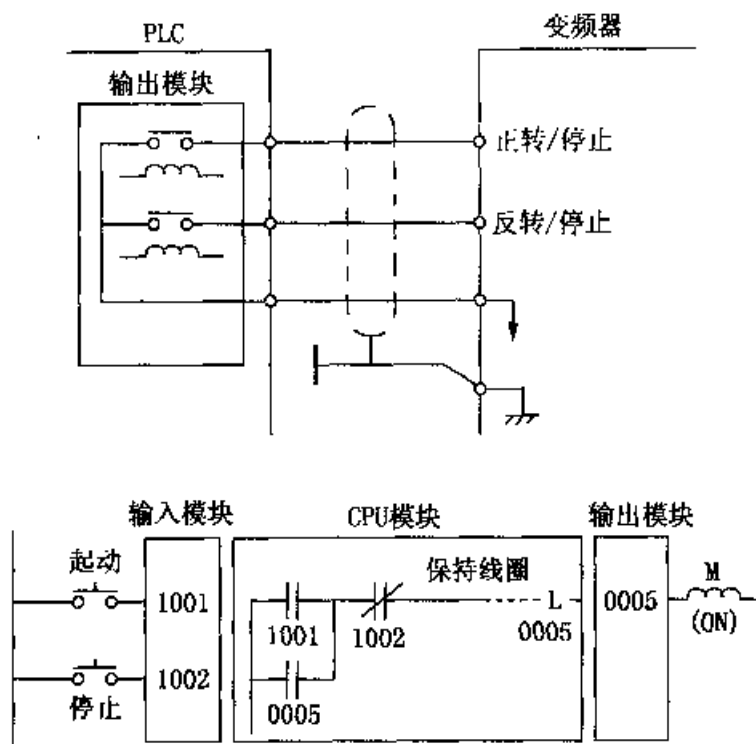 PLC
变频器
输出模块
正转/停止
反转/停止
输入模块
CPU模块
输出模块
起动
1001
保持线圈
1001
1002
L
0005
0005
M
(ON)
停止
1002
0005